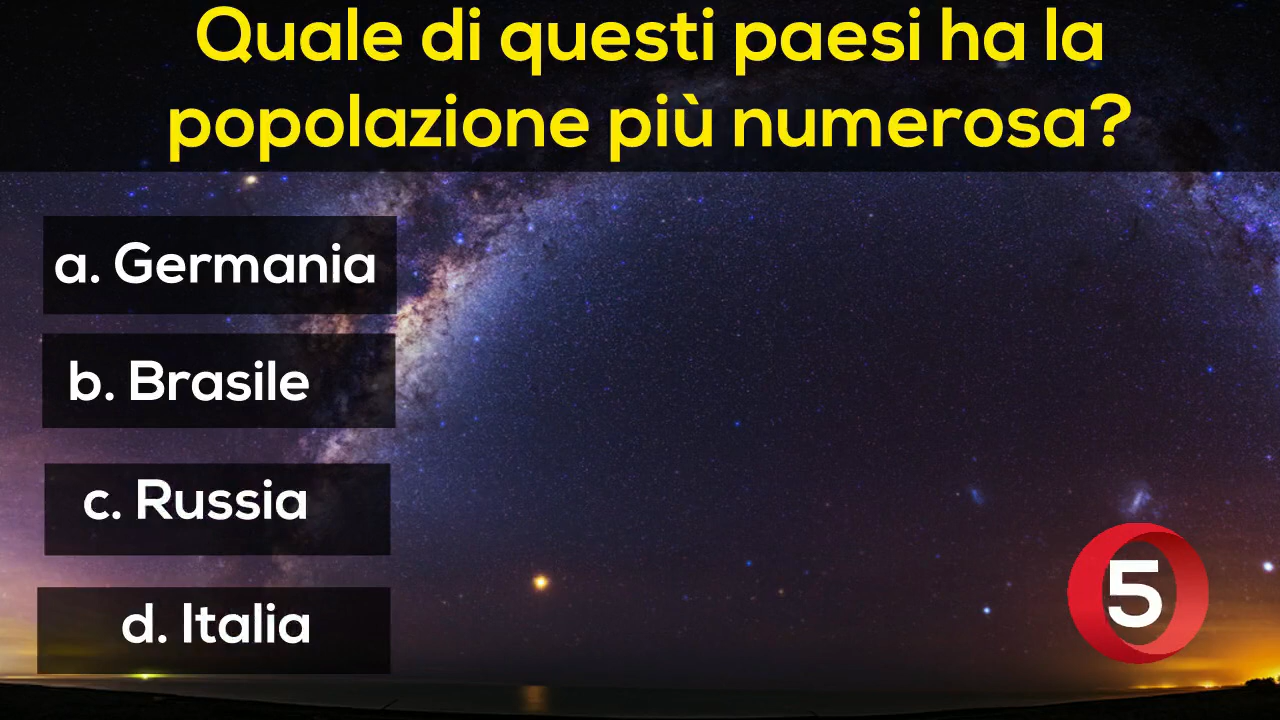 Quale di questi paesi ha la
popolazione più numerosa?
a. Germania
b. Brasile
c. Russia
d. Italia
5